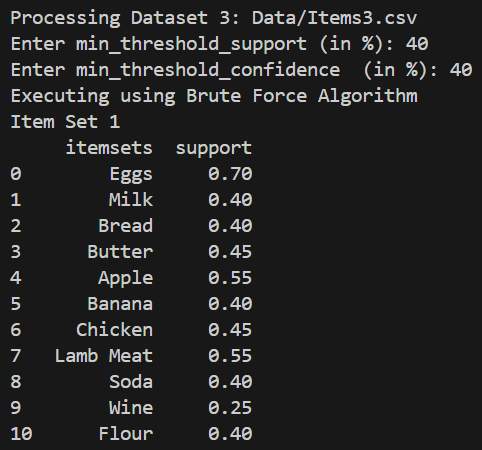 Processing Dataset 3: Data/Items3.csv
Enter min_threshold_support (in %): 40
Enter min_threshold_confidence  (in %): 40
Executing using Brute Force Algorithm
Item Set 1
     itemsets  support
0        Eggs     0.70
1        Milk     0.40
2       Bread     0.40
3      Butter     0.45
4       Apple     0.55
5      Banana     0.40
6     Chicken     0.45
7   Lamb Meat     0.55
8        Soda     0.40
9        Wine     0.25
10      Flour     0.40